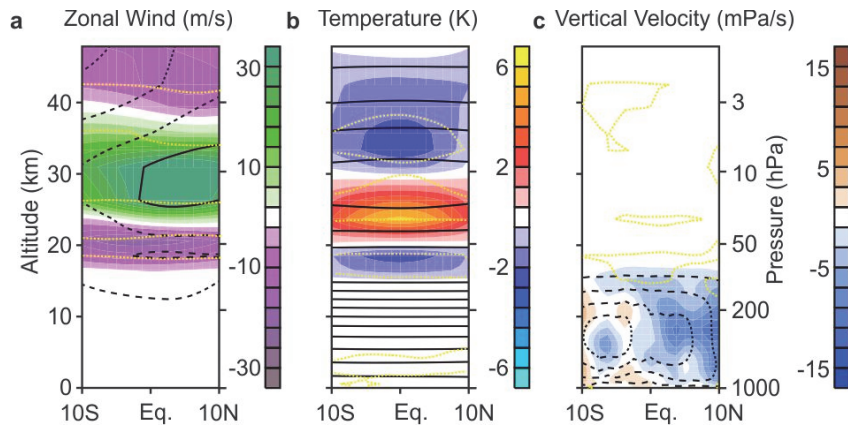 a Zonal Wind (m/s)
b Temperature (K)
c Vertical Velocity (mPa/s)
Altitude (km)
40
30
20
10
0
10S Eq. 10N
30
10
-10
-30
10S Eq. 10N
6
2
-2
-6
10S Eq. 10N
3
10
50
200
1000
Pressure (hPa)
15
5
-5
-15